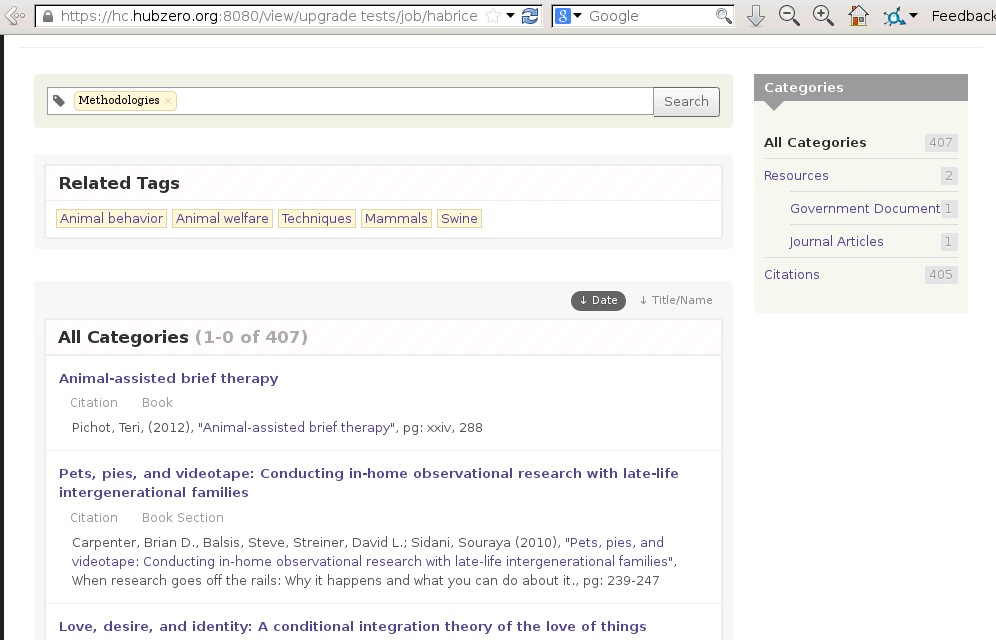 https://hc.hubzero.org:8080/view/upgrade tests/job/habrice
Google
Feedback
Methodologies ×
Search
Related Tags
Animal behavior Animal welfare Techniques Mammals Swine
↓ Date ↓ Title/Name
All Categories (1-0 of 407)
Animal-assisted brief therapy
Citation Book
Pichot, Teri, (2012), "Animal-assisted brief therapy", pg: xxiv, 288
Pets, pies, and videotape: Conducting in-home observational research with late-life
intergenerational families
Citation Book Section
Carpenter, Brian D., Balsis, Steve, Streiner, David L.; Sidani, Souraya (2010), "Pets, pies, and
videotape: Conducting in-home observational research with late-life intergenerational families",
When research goes off the rails: Why it happens and what you can do about it., pg: 239-247
Love, desire, and identity: A conditional integration theory of the love of things
Categories
All Categories 407
Resources 2
Government Document 1
Journal Articles 1
Citations 405